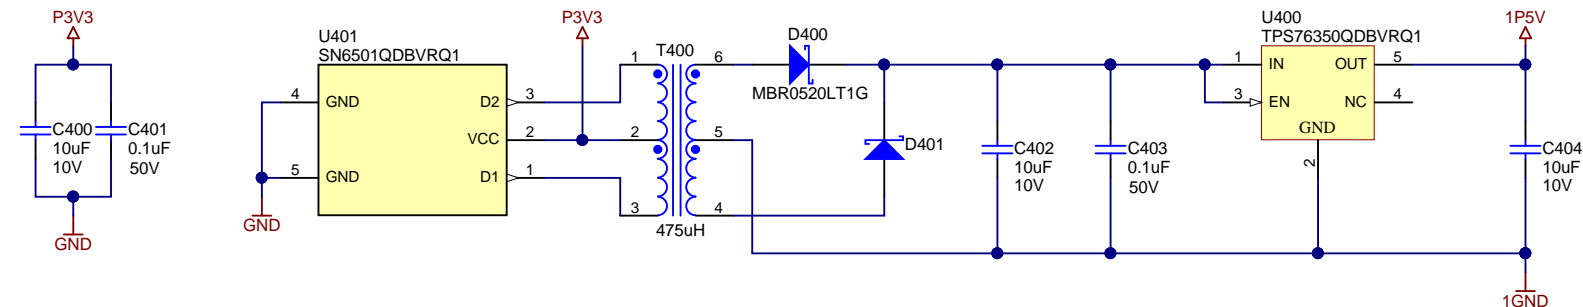 P3V3
C400
10uF
10V
C401
0.1uF
50V
GND
U401
SN6501QDBVRQ1
4 GND D2 3
VCC 2
5 GND D1 1
GND
P3V3
T400
1 6
2 5
3 4
475uH
D400
MBR0520LT1G
D401
C402
10uF
10V
C403
0.1uF
50V
U400
TPS76350QDBVRQ1
1 IN OUT 5
3 EN NC 4
GND
2
1P5V
C404
10uF
10V
1GND